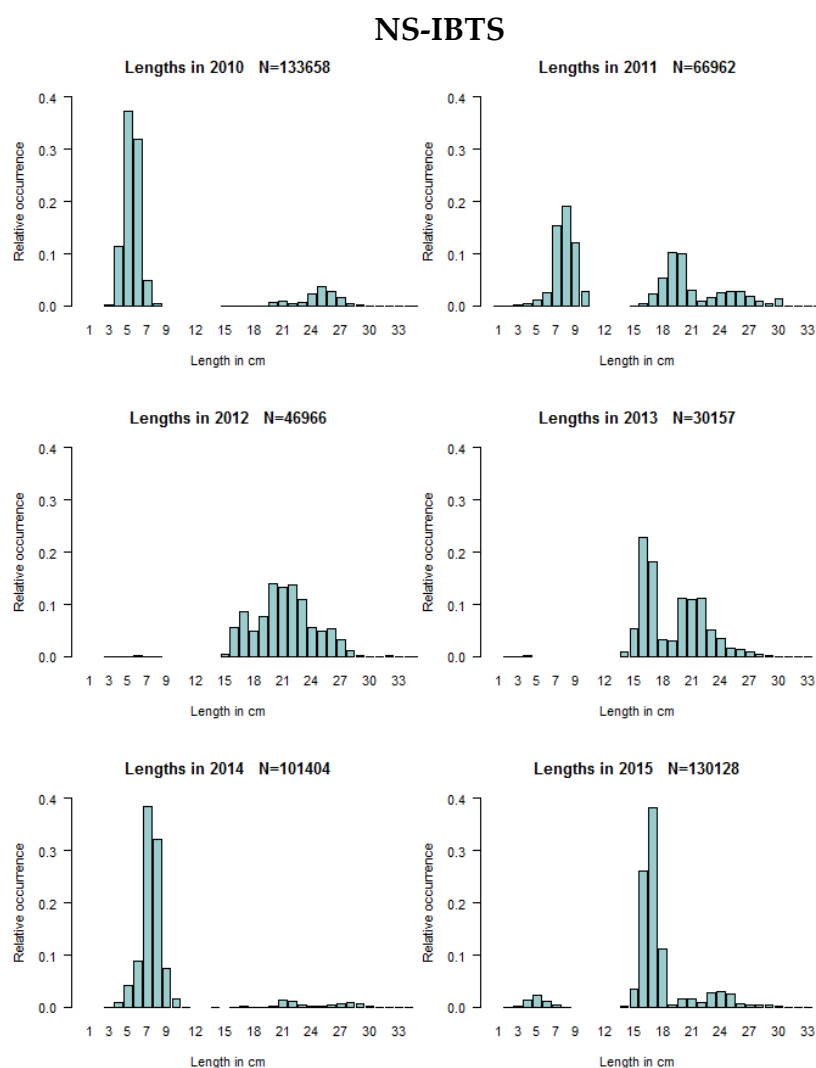 NS-IBTS
Lengths in 2010 N=133658
Relative occurrence
0.4
0.3
0.2
0.1
0.0
1 3 5 7 9 12 15 18 21 24 27 30 33
Length in cm
Lengths in 2011 N=66962
Relative occurrence
0.4
0.3
0.2
0.1
0.0
1 3 5 7 9 12 15 18 21 24 27 30 33
Length in cm
Lengths in 2012 N=46966
Relative occurrence
0.4
0.3
0.2
0.1
0.0
1 3 5 7 9 12 15 18 21 24 27 30 33
Length in cm
Lengths in 2013 N=30157
Relative occurrence
0.4
0.3
0.2
0.1
0.0
1 3 5 7 9 12 15 18 21 24 27 30 33
Length in cm
Lengths in 2014 N=101404
Relative occurrence
0.4
0.3
0.2
0.1
0.0
1 3 5 7 9 12 15 18 21 24 27 30 33
Length in cm
Lengths in 2015 N=130128
Relative occurrence
0.4
0.3
0.2
0.1
0.0
1 3 5 7 9 12 15 18 21 24 27 30 33
Length in cm